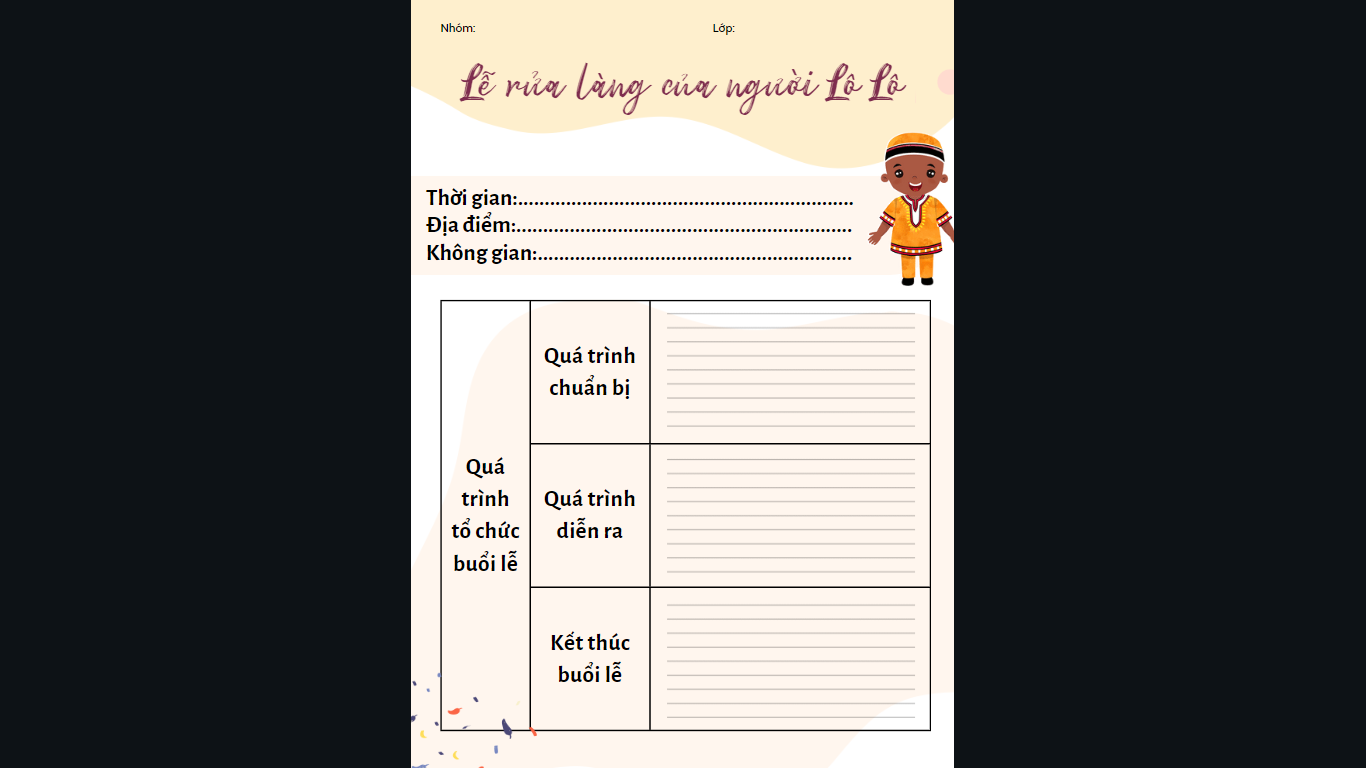 Nhóm:
Lớp:
Lễ rửa làng của người Lô Lô
Thời gian:................................................................
Địa điểm:................................................................
Không gian:............................................................
Quá
trình
tổ chức
buổi lễ
Quá trình
chuẩn bị
Quá trình
diễn ra
Kết thúc
buổi lễ